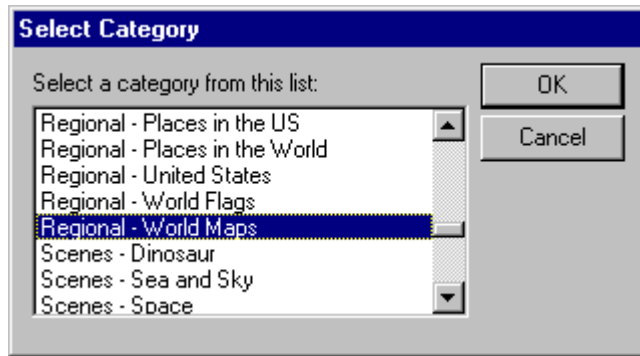 Select Category
Select a category from this list:
OK
Cancel
Regional - Places in the US
Regional - Places in the World
Regional - United States
Regional - World Flags
Regional - World Maps
Scenes - Dinosaur
Scenes - Sea and Sky
Scenes - Space